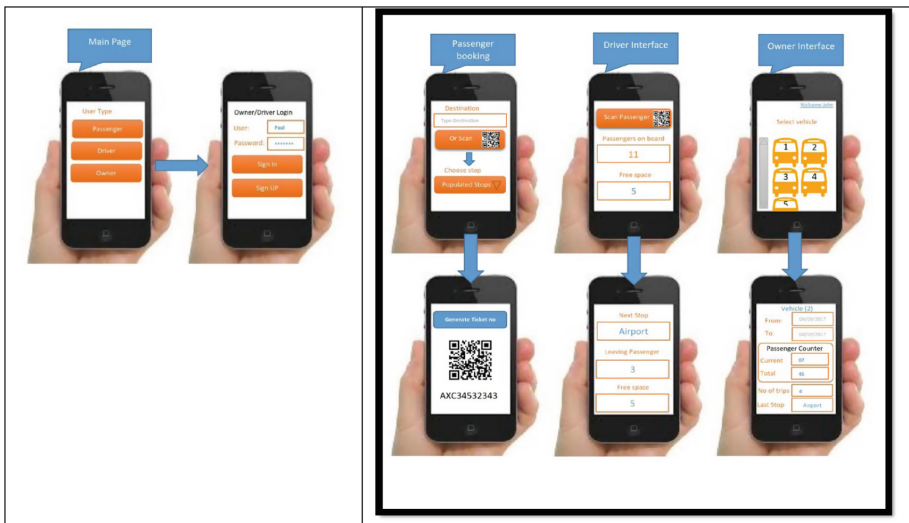 Main Page
User Type
Passenger
Driver
Owner
Owner/Driver Login
User: Paul
Password: *******
Sign In
Sign UP
Passenger
booking
Destination
Type Destination
Or Scan
Choose stop
Populated Stops
Generate Ticket no
AXC34532343
Driver Interface
Scan Passenger
Passengers on board
11
Free space
5
Next Stop
Airport
Leaving Passenger
3
Free space
5
Owner Interface
Select vehicle
1 2
3 4
5
Vehicle (2)
From:
To:
Passenger Counter
Current 07
Total 46
No of trips
Last Stop Airport